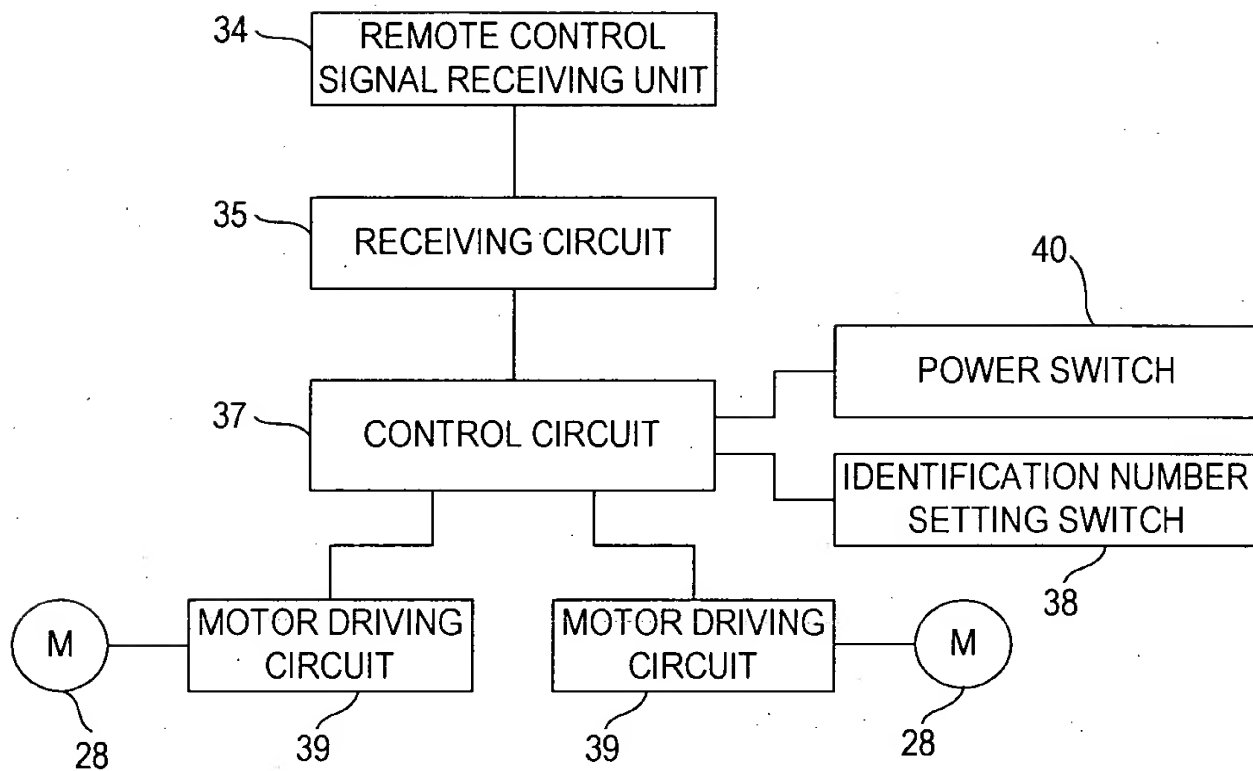 34
REMOTE CONTROL
SIGNAL RECEIVING UNIT
35
RECEIVING CIRCUIT
40
POWER SWITCH
37
CONTROL CIRCUIT
IDENTIFICATION NUMBER
SETTING SWITCH
38
M
MOTOR DRIVING
CIRCUIT
MOTOR DRIVING
CIRCUIT
M
28
39
39
28